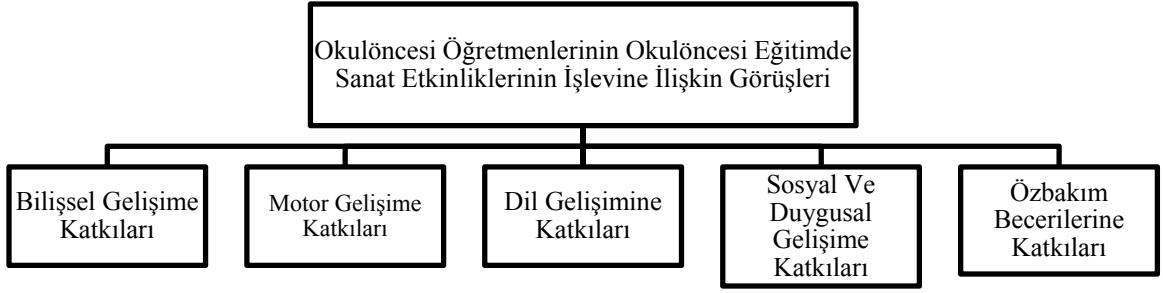 Okulöncesi Öğretmenlerinin Okulöncesi Eğitimde
Sanat Etkinliklerinin İşlevine İlişkin Görüşleri
Bilişsel Gelişime
Katkıları
Motor Gelişime
Katkıları
Dil Gelişimine
Katkıları
Sosyal Ve
Duygusal
Gelişime
Katkıları
Özbakım
Becerilerine
Katkıları